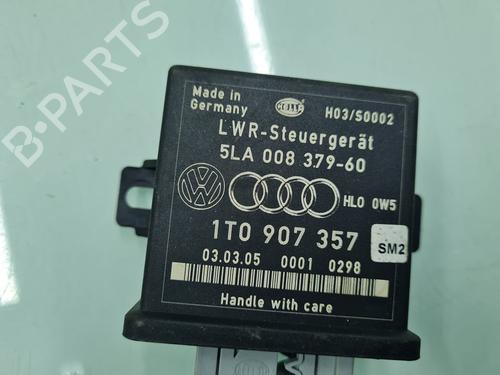 B-PARTS
Made in
Germany
HELLA
H03/S0002
LWR-Steuergerät
5LA 008 379-60
HLO 0W5
1T0 907 357
SM2
03.03.05 0001 0298
Handle with care